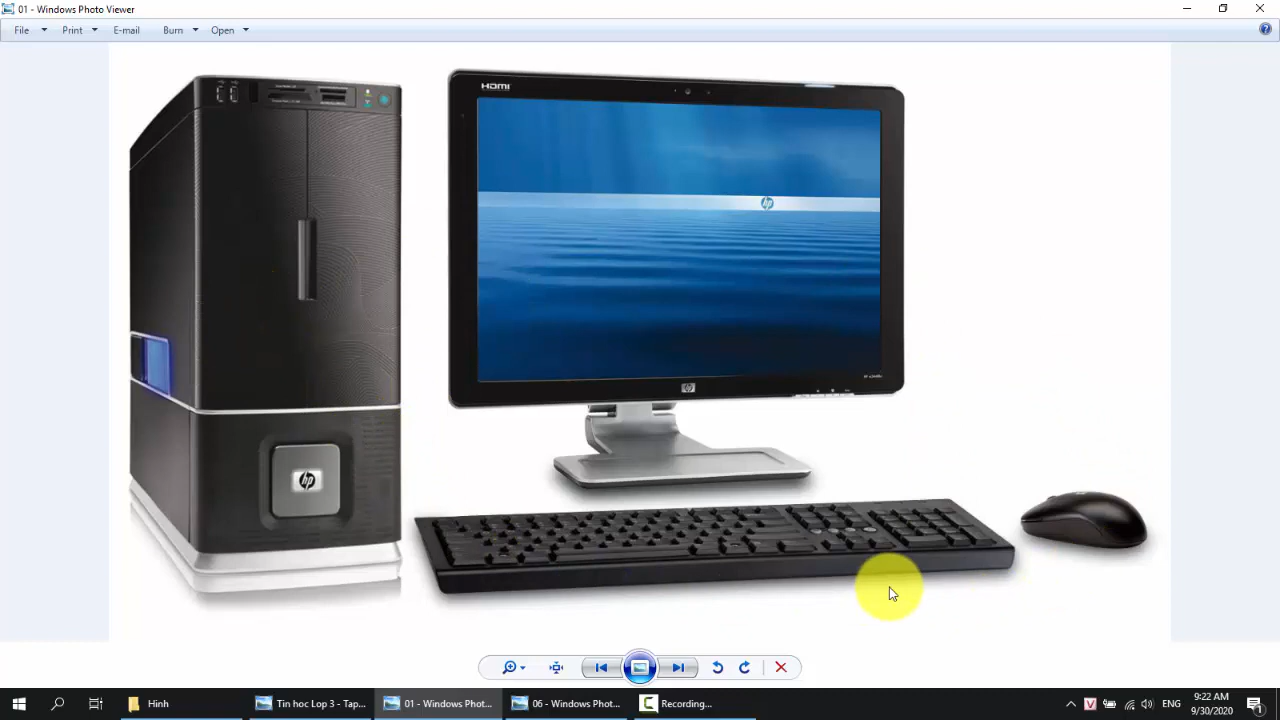 01 - Windows Photo Viewer
File Print E-mail Burn Open
HDMI
hp
hp
hp
Hinh
Tin hoc Lop 3 - Tap...
01 - Windows Phot...
06 - Windows Phot...
Recording...
V
ENG
9:22 AM
9/30/2020
1